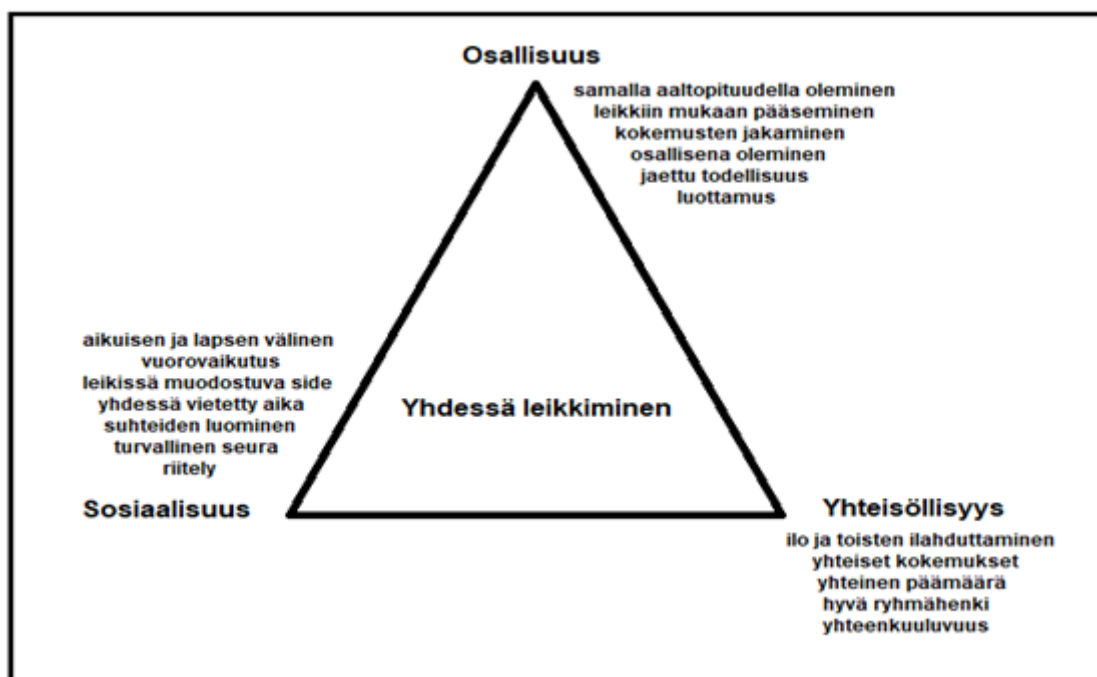 Osallisuus
samalla aaltopituudella oleminen
leikkiin mukaan pääseminen
kokemusten jakaminen
osallisena oleminen
jaettu todellisuus
luottamus
aikuisen ja lapsen välinen
vuorovaikutus
leikissä muodostuva side
yhdessä vietetty aika
suhteiden luominen
turvallinen seura
riitely
Yhdessä leikkiminen
Sosiaalisuus
Yhteisöllisyys
ilo ja toisten ilahduttaminen
yhteiset kokemukset
yhteinen päämäärä
hyvä ryhmähenki
yhteenkuuluvuus